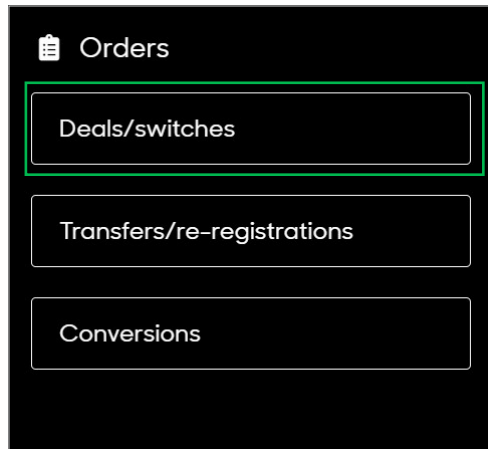 Orders
Deals/switches
Transfers/re-registrations
Conversions